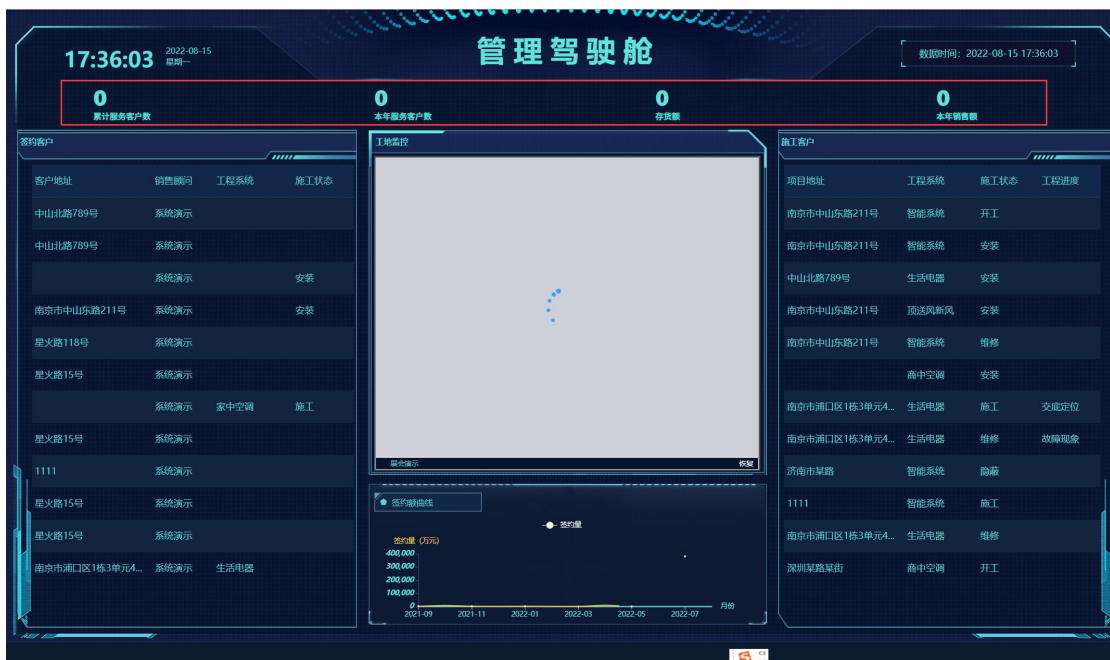 管理驾驶舱
17:36:03
2022-08-15
星期一
数据时间：2022-08-15 17:36:03
0
累计服务客户数
0
本年服务客户数
0
存货额
0
本年销售额
签约客户
客户地址 销售顾问 工程系统 施工状态
中山北路789号 系统演示
中山北路789号 系统演示
系统演示 安装
南京市中山东路211号 系统演示 安装
星火路118号 系统演示
星火路15号 系统演示
系统演示 家中空调 施工
星火路15号 系统演示
1111 系统演示
星火路15号 系统演示
星火路15号 系统演示
南京市浦口区1栋3单元4... 系统演示 生活电器
工地监控
展会演示 恢复
签约额曲线
签约量
签约量（万元）
400,000
300,000
200,000
100,000
0
2021-09 2021-11 2022-01 2022-03 2022-05 2022-07 月份
施工客户
项目地址 工程系统 施工状态 工程进度
南京市中山东路211号 智能系统 开工
南京市中山东路211号 智能系统 安装
中山北路789号 生活电器 安装
南京市中山东路211号 顶送风新风 安装
南京市中山东路211号 智能系统 维修
商中空调 安装
南京市浦口区1栋3单元4... 生活电器 施工 交底定位
南京市浦口区1栋3单元4... 生活电器 维修 故障现象
济南市某路 智能系统 隐蔽
1111 智能系统 施工
南京市浦口区1栋3单元4... 生活电器 维修
深圳某路某街 商中空调 开工